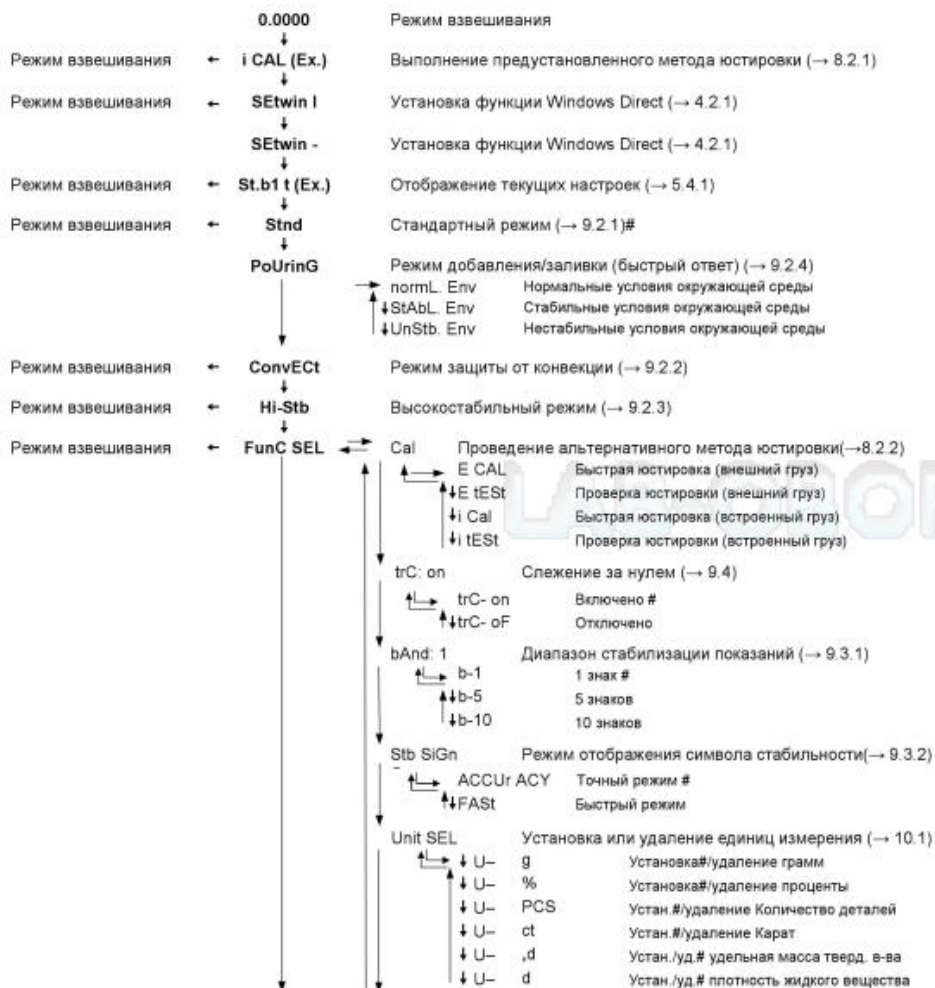 0.0000 Режим взвешивания
Режим взвешивания ← i CAL (Ex.) Выполнение предустановленного метода юстировки (→ 8.2.1)
Режим взвешивания ← SEtwin I Установка функции Windows Direct (→ 4.2.1)
SEtwin - Установка функции Windows Direct (→ 4.2.1)
Режим взвешивания ← St.b1 t (Ex.) Отображение текущих настроек (→ 5.4.1)
Режим взвешивания ← Stnd Стандартный режим (→ 9.2.1)#
PoUrinG Режим добавления/заливки (быстрый ответ) (→ 9.2.4)
normL. Env Нормальные условия окружающей среды
StAbL. Env Стабильные условия окружающей среды
UnStb. Env Нестабильные условия окружающей среды
Режим взвешивания ← ConvECt Режим защиты от конвекции (→ 9.2.2)
Режим взвешивания ← Hi-Stb Высокостабильный режим (→ 9.2.3)
Режим взвешивания ← FunC SEL Cal Проведение альтернативного метода юстировки(→8.2.2)
E CAL Быстрая юстировка (внешний груз)
E tESt Проверка юстировки (внешний груз)
i Cal Быстрая юстировка (встроенный груз)
i tESt Проверка юстировки (встроенный груз)
trC: on Слежение за нулем (→ 9.4)
trC- on Включено #
trC- oF Отключено
bAnd: 1 Диапазон стабилизации показаний (→ 9.3.1)
b-1 1 знак #
b-5 5 знаков
b-10 10 знаков
Stb SiGn Режим отображения символа стабильности(→ 9.3.2)
ACCUr ACY Точный режим #
FASt Быстрый режим
Unit SEL Установка или удаление единиц измерения (→ 10.1)
U– g Установка#/удаление грамм
U– % Установка#/удаление проценты
U– PCS Устан.#/удаление Количество деталей
U– ct Устан.#/удаление Карат
U– ,d Устан./уд.# удельная масса тверд. в-ва
U– d Устан./уд.# плотность жидкого вещества